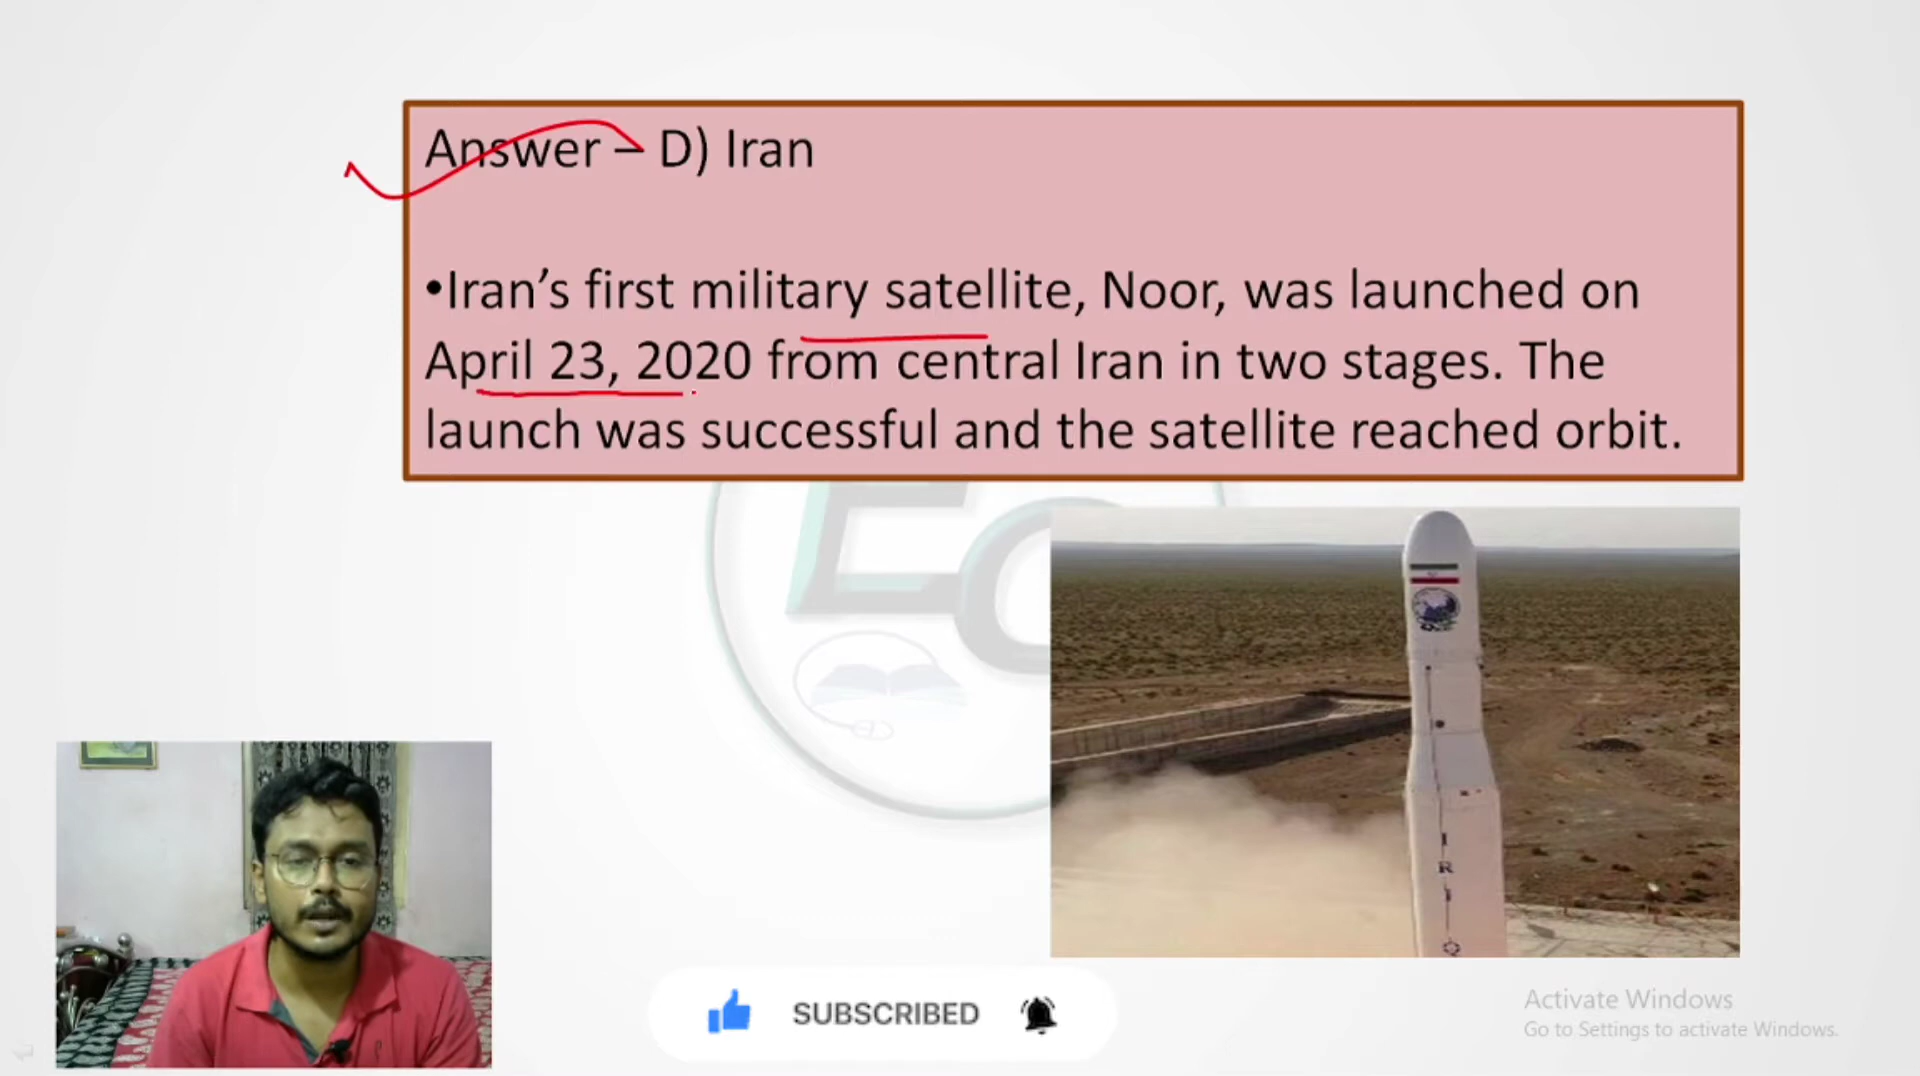 Answer – D) Iran
•Iran’s first military satellite, Noor, was launched on
April 23, 2020 from central Iran in two stages. The
launch was successful and the satellite reached orbit.
EC
I
R
I
SUBSCRIBED
Activate Windows
Go to Settings to activate Windows.